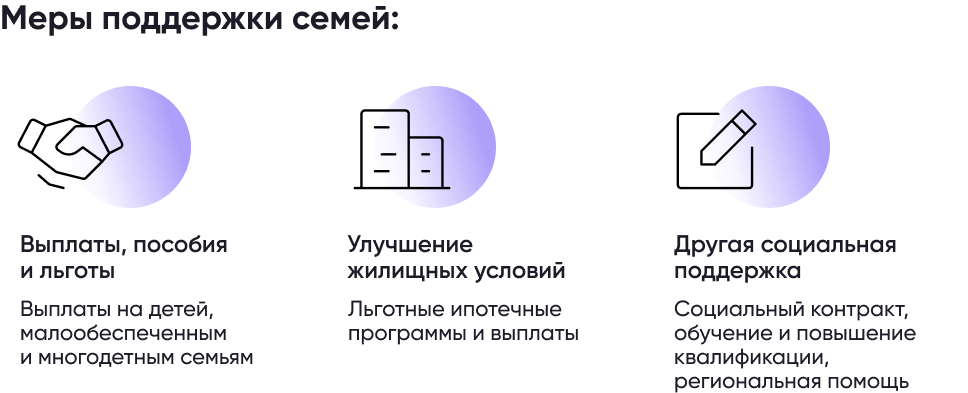 Меры поддержки семей:
Выплаты, пособия
и льготы
Выплаты на детей,
малообеспеченным
и многодетным семьям
Улучшение
жилищных условий
Льготные ипотечные
программы и выплаты
Другая социальная
поддержка
Социальный контракт,
обучение и повышение
квалификации,
региональная помощь